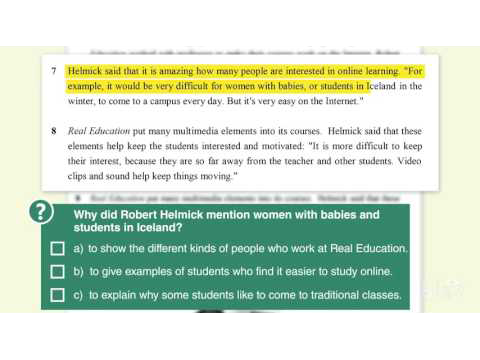 7 Helmick said that it is amazing how many people are interested in online learning. "For
example, it would be very difficult for women with babies, or students in Iceland in the
winter, to come to a campus every day. But it's very easy on the Internet."
8 Real Education put many multimedia elements into its courses. Helmick said that these
elements help keep the students interested and motivated: "It is more difficult to keep
their interest, because they are so far away from the teacher and other students. Video
clips and sound help keep things moving."
? Why did Robert Helmick mention women with babies and
students in Iceland?
a) to show the different kinds of people who work at Real Education.
b) to give examples of students who find it easier to study online.
c) to explain why some students like to come to traditional classes.